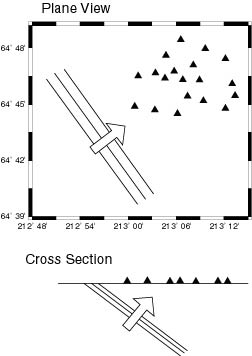 Plane View
64˚ 48'
64˚ 45'
64˚ 42'
64˚ 39'
212˚ 48' 212˚ 54' 213˚ 00' 213˚ 06' 213˚ 12'
Cross Section